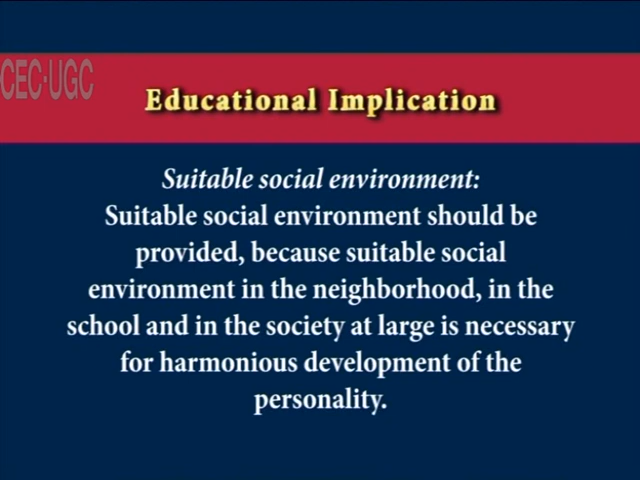 CEC-UGC
Educational Implication
Suitable social environment:
Suitable social environment should be
provided, because suitable social
environment in the neighborhood, in the
school and in the society at large is necessary
for harmonious development of the
personality.